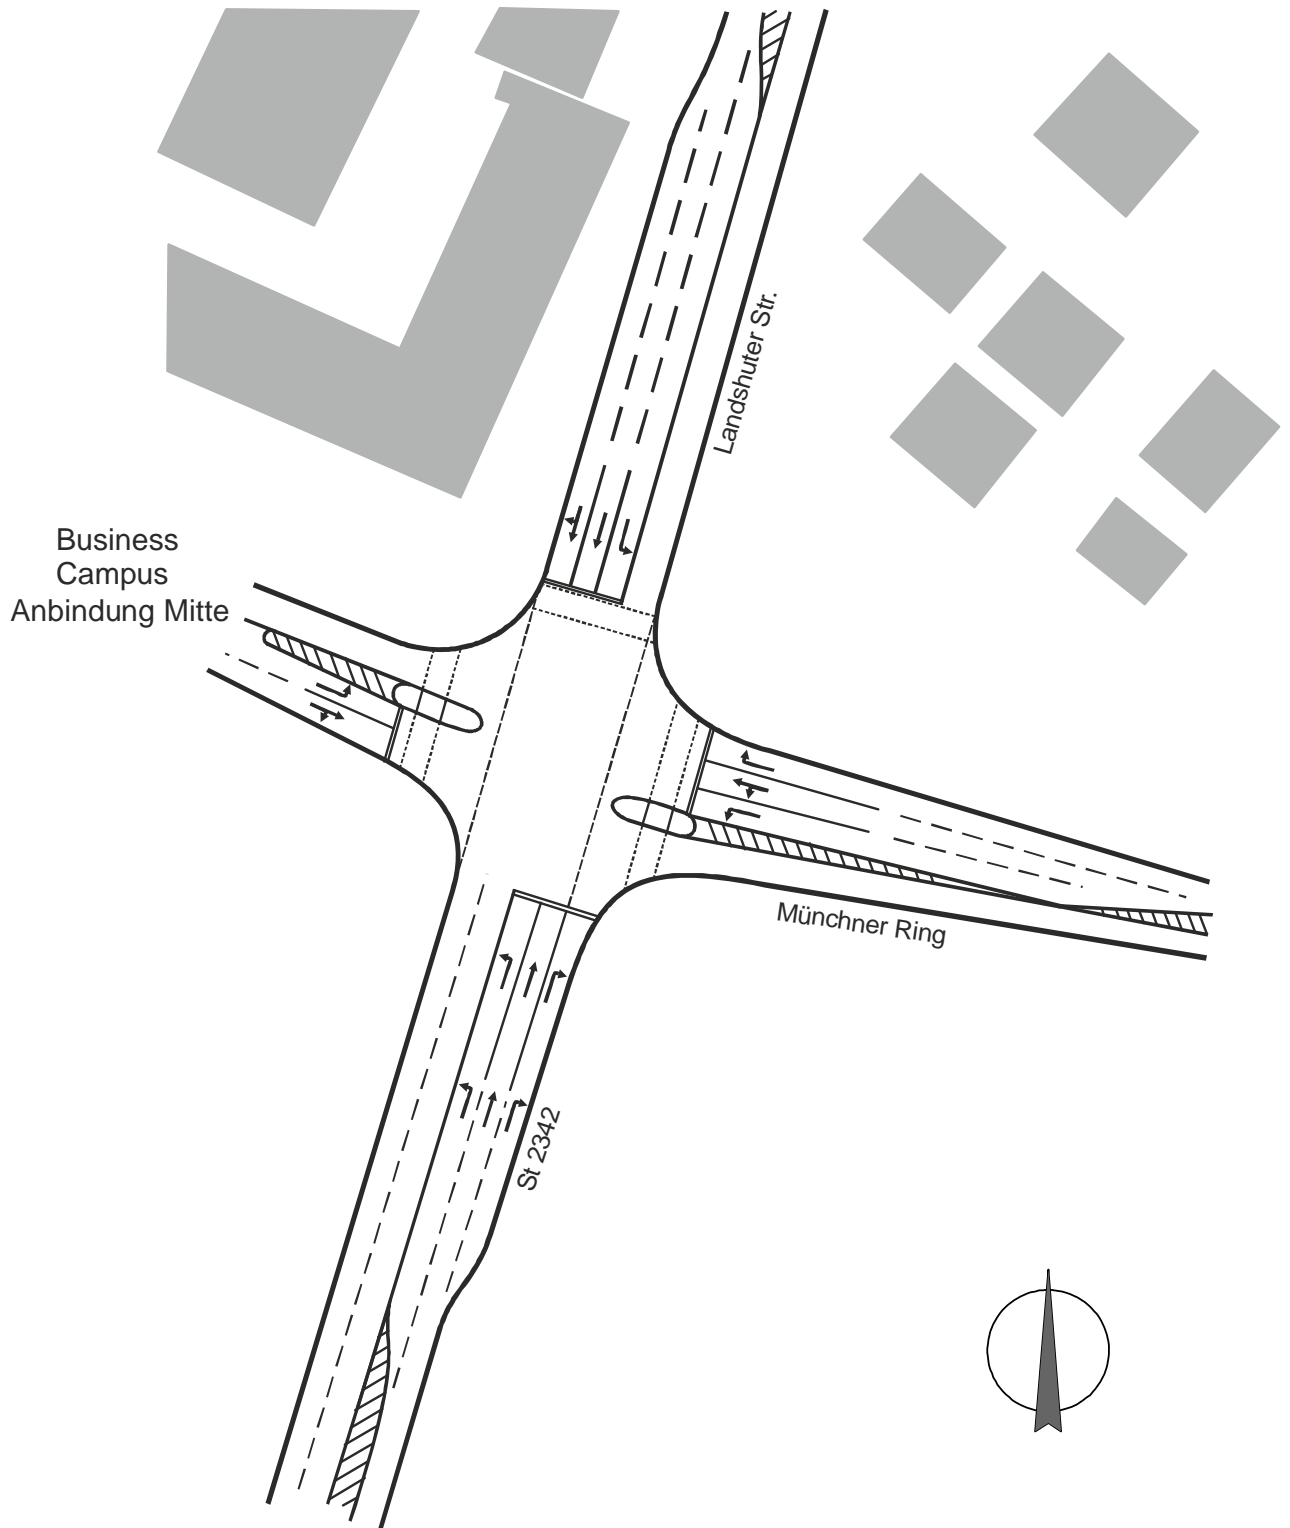 Landshuter Str.
Business
Campus
Anbindung Mitte
Münchner Ring
St 2342